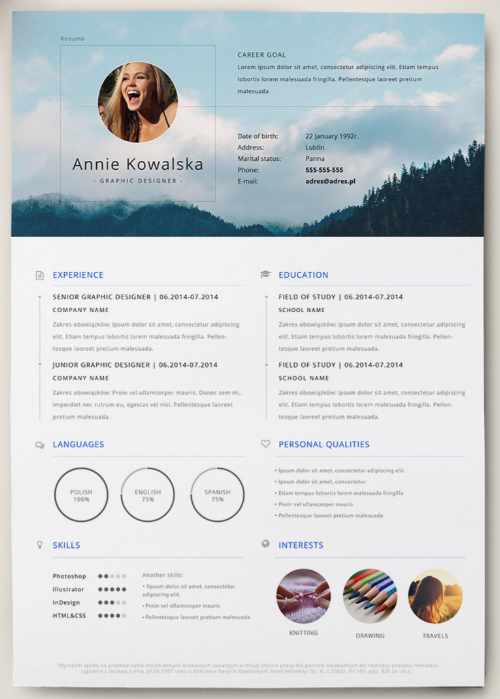 Resume
Annie Kowalska
- GRAPHIC DESIGNER -
CAREER GOAL
Lorem ipsum dolor sit amet, consectetur adipiscing elit. Etiam tempus
lobortis lorem malesuada fringilla. Pellentesque laoreet pretium
malesuada.
Date of birth: 22 January 1992r.
Address: Lublin
Marital status: Panna
Phone: 555-555-555
E-mail: adres@adres.pl
EXPERIENCE
SENIOR GRAPHIC DESIGNER | 06.2014-07.2014
COMPANY NAME
Zakres obowiązków: Ipsum dolor sit amet, consectetur adipiscing
elit. Etiam tempus lobortis lorem malesuada fringilla. Pellen-
tesque laoreet pretium malesuada.
JUNIOR GRAPHIC DESIGNER | 06.2014-07.2014
COMPANY NAME
Zakres obowiązków: Proin vel ullamcorper mauris. Donec sem mi,
imperdiet nec rutrum eu, egestas vel nisi. Pellentesque laoreet
pretium malesuada.
EDUCATION
FIELD OF STUDY | 06.2014-07.2014
SCHOOL NAME
Zakres obowiązków: Ipsum dolor sit amet, consectetur adipiscing
elit. Etiam tempus lobortis lorem malesuada fringilla. Pellen-
tesque laoreet pretium malesuada.
FIELD OF STUDY | 06.2014-07.2014
SCHOOL NAME
Zakres obowiązków: Ipsum dolor sit amet, consectetur adipiscing
elit. Etiam tempus lobortis lorem malesuada fringilla. Pellen-
tesque laoreet pretium malesuada.
LANGUAGES
POLISH
100%
ENGLISH
75%
SPANISH
75%
PERSONAL QUALITIES
• Ipsum dolor sit amet, consectetur adipiscing elit.
• Ipsum dolor sit amet, consectetur
• Etiam tempus lobortis lorem malesuada fringilla
• Proin vel ullamcorper mauris
• Pellentesque laoreet pretium malesuada
SKILLS
Photoshop
Illustrator
InDesign
HTML&CSS
Another skills:
• Ipsum dolor sit amet, consectetur
adipiscing elit.
• Proin vel ullamcorper mauris
• Pellentesque laoreet pretium malesuada
INTERESTS
KNITTING
DRAWING
TRAVELS